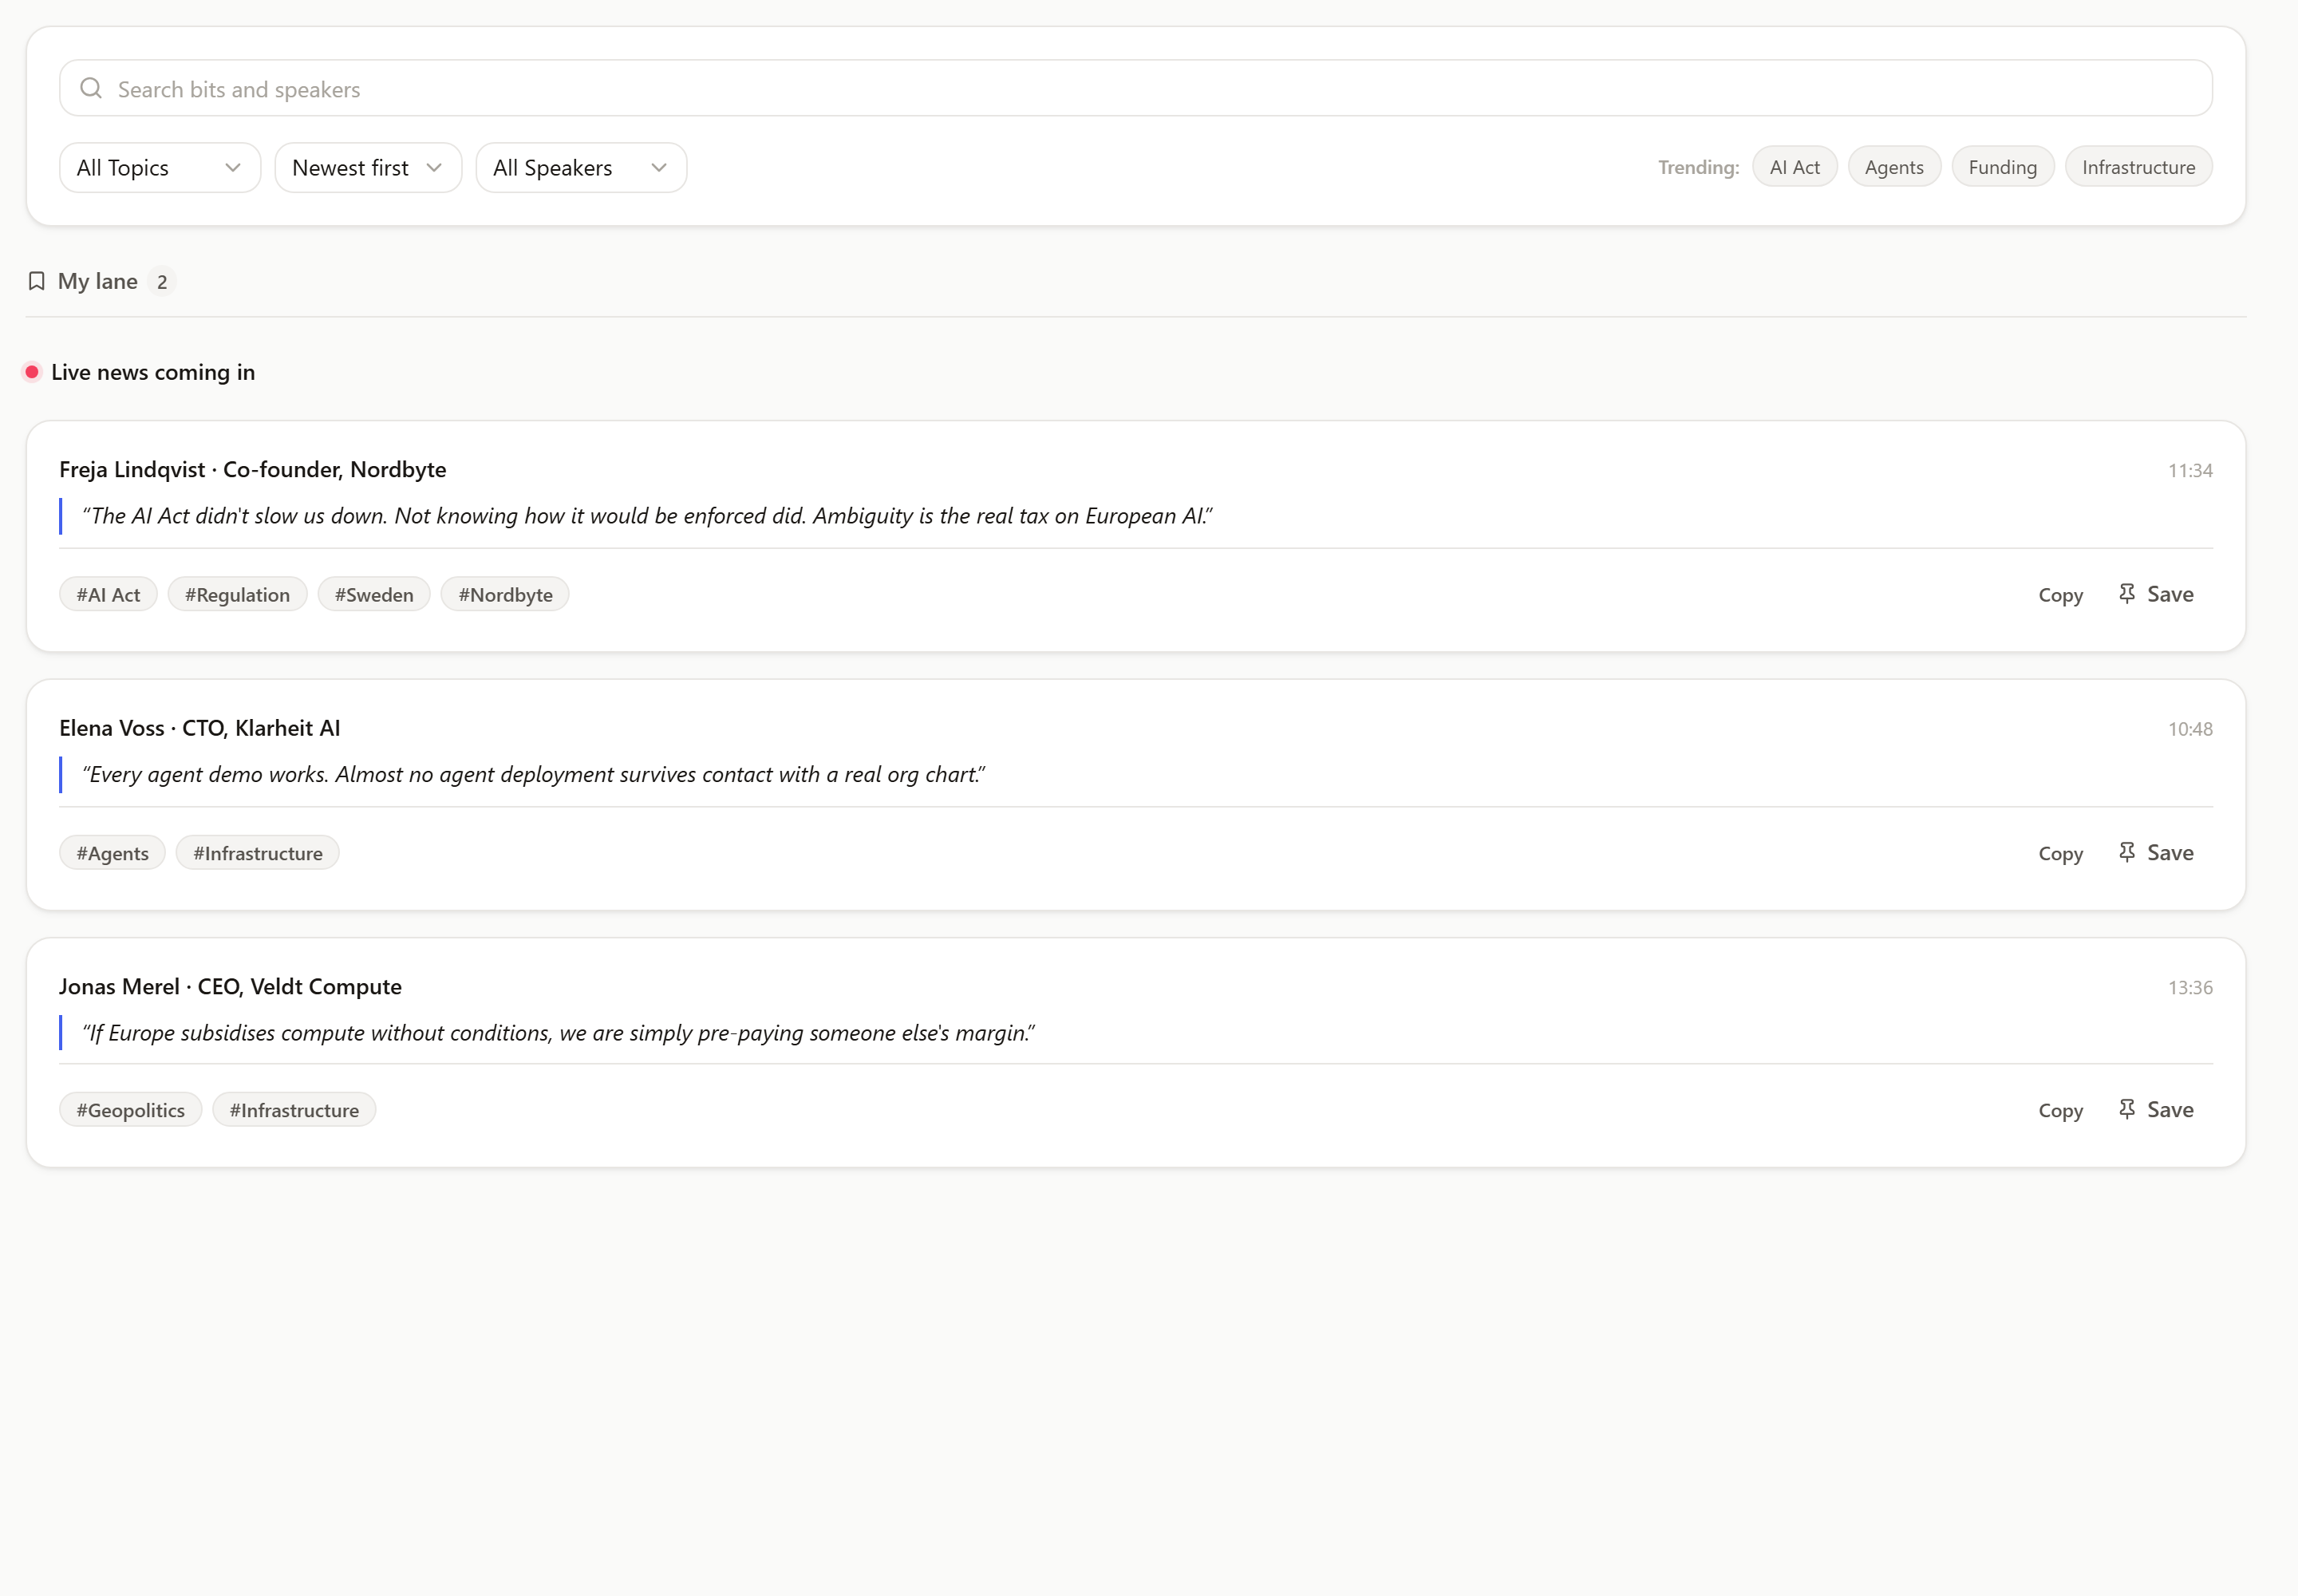 Search bits and speakers
All Topics
Newest first
All Speakers
Trending:
AI Act
Agents
Funding
Infrastructure
My lane 2
Live news coming in
Freja Lindqvist · Co-founder, Nordbyte
11:34
“The AI Act didn't slow us down. Not knowing how it would be enforced did. Ambiguity is the real tax on European AI.”
#AI Act
#Regulation
#Sweden
#Nordbyte
Copy
Save
Elena Voss · CTO, Klarheit AI
10:48
“Every agent demo works. Almost no agent deployment survives contact with a real org chart.”
#Agents
#Infrastructure
Copy
Save
Jonas Merel · CEO, Veldt Compute
13:36
“If Europe subsidises compute without conditions, we are simply pre-paying someone else's margin.”
#Geopolitics
#Infrastructure
Copy
Save